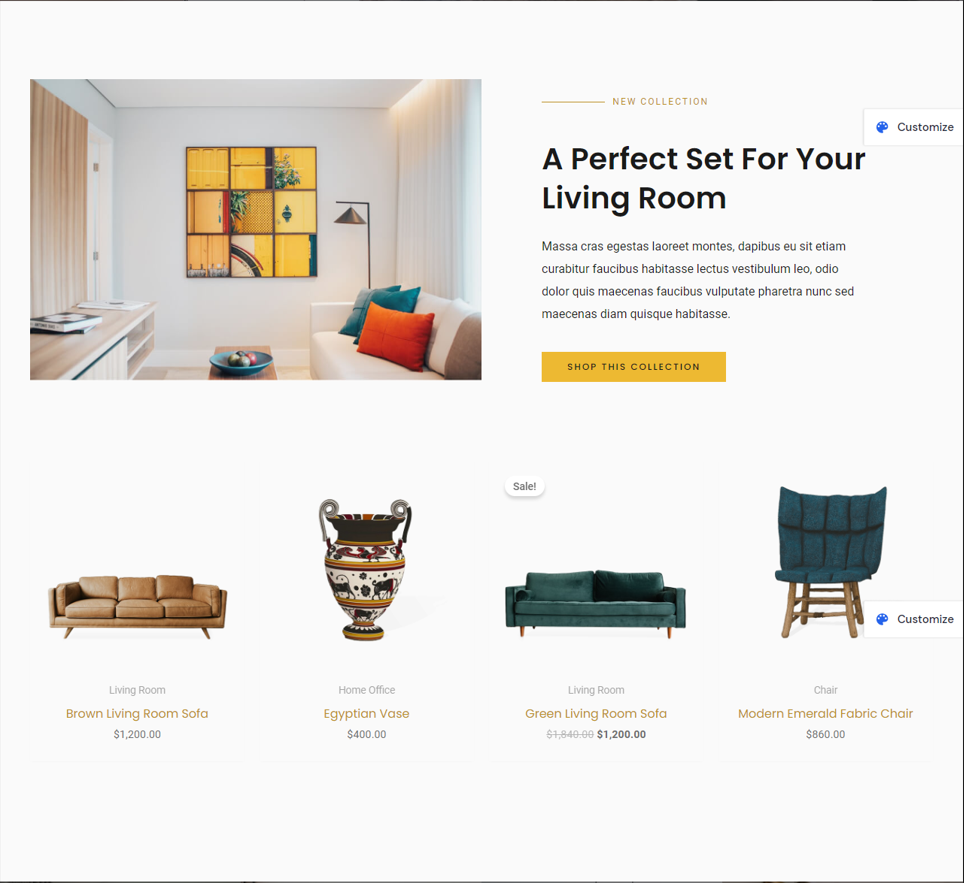 NEW COLLECTION
Customize
A Perfect Set For Your
Living Room
Massa cras egestas laoreet montes, dapibus eu sit etiam
curabitur faucibus habitasse lectus vestibulum leo, odio
dolor quis maecenas faucibus vulputate pharetra nunc sed
maecenas diam quisque habitasse.
SHOP THIS COLLECTION
Sale!
Customize
Living Room
Brown Living Room Sofa
$1,200.00
Home Office
Egyptian Vase
$400.00
Living Room
Green Living Room Sofa
$1,840.00 $1,200.00
Chair
Modern Emerald Fabric Chair
$860.00